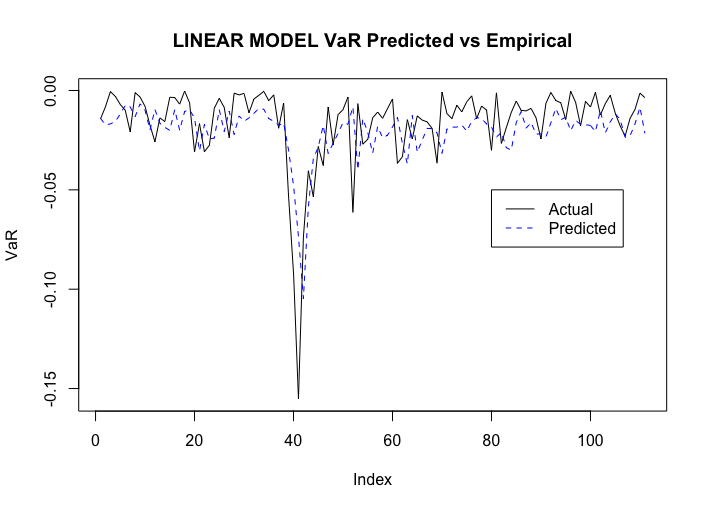 LINEAR MODEL VaR Predicted vs Empirical
0.00
-0.05
-0.10
-0.15
VaR
Actual
Predicted
0 20 40 60 80 100
Index